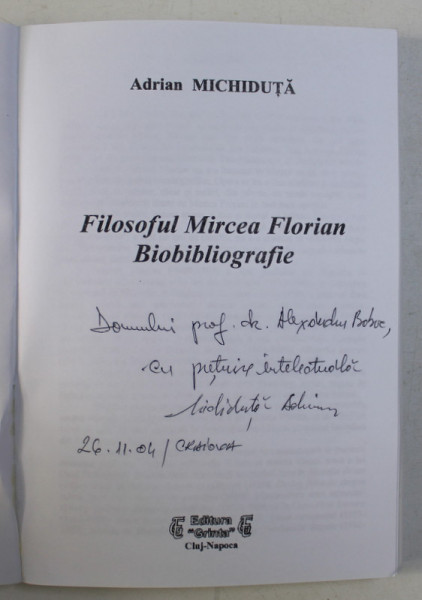 Adrian MICHIDUȚĂ
Filosoful Mircea Florian
Biobibliografie
Domnului prof. dr. Alexandru Boboc,
cu prețuire intelectuală
Michiduță Adrian
26.11.04 / CRAIOVA
Editura
"Grinta"
Cluj-Napoca